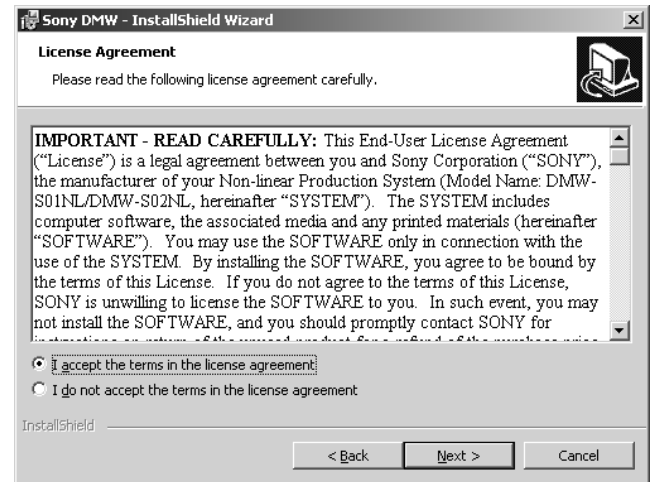 Sony DMW - InstallShield Wizard
License Agreement
Please read the following license agreement carefully.
IMPORTANT - READ CAREFULLY: This End-User License Agreement
(“License”) is a legal agreement between you and Sony Corporation (“SONY”),
the manufacturer of your Non-linear Production System (Model Name: DMW-
S01NL/DMW-S02NL, hereinafter “SYSTEM”). The SYSTEM includes
computer software, the associated media and any printed materials (hereinafter
“SOFTWARE”). You may use the SOFTWARE only in connection with the
use of the SYSTEM. By installing the SOFTWARE, you agree to be bound by
the terms of this License. If you do not agree to the terms of this License,
SONY is unwilling to license the SOFTWARE to you. In such event, you may
not install the SOFTWARE, and you should promptly contact SONY for
I accept the terms in the license agreement
I do not accept the terms in the license agreement
InstallShield
< Back Next > Cancel